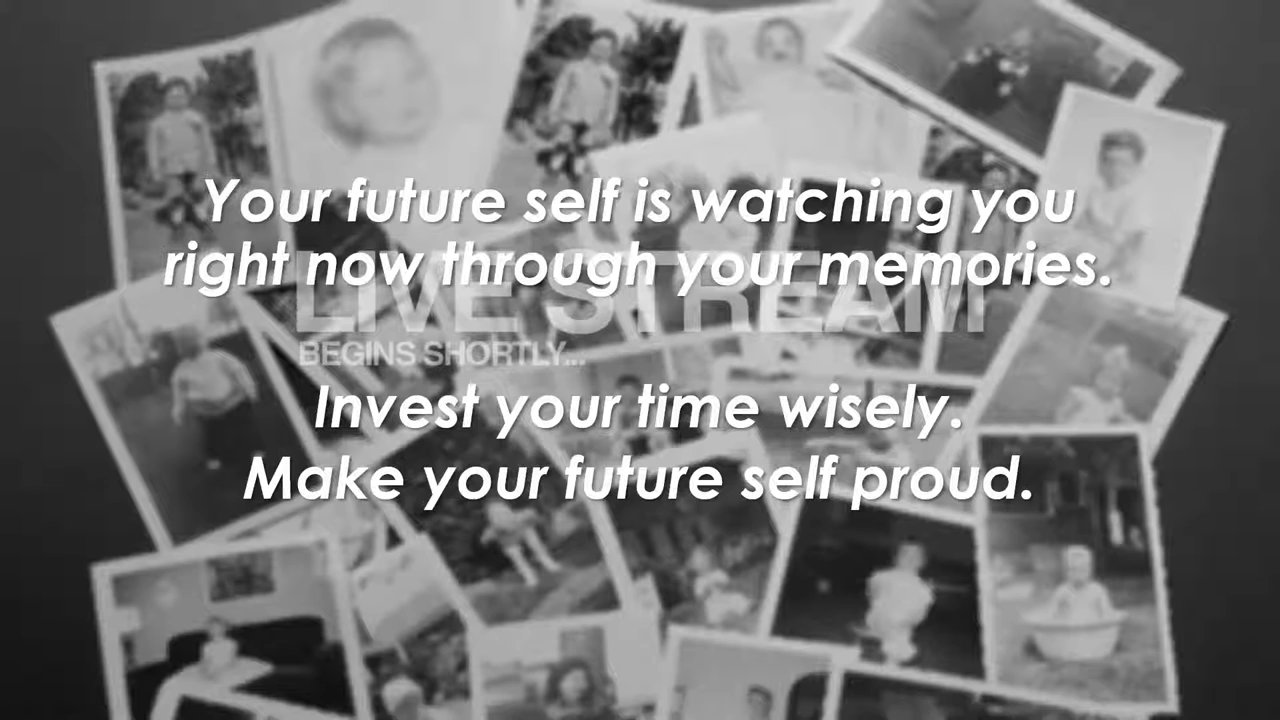 Your future self is watching you
right now through your memories.
LIVE STREAM
BEGINS SHORTLY...
Invest your time wisely.
Make your future self proud.